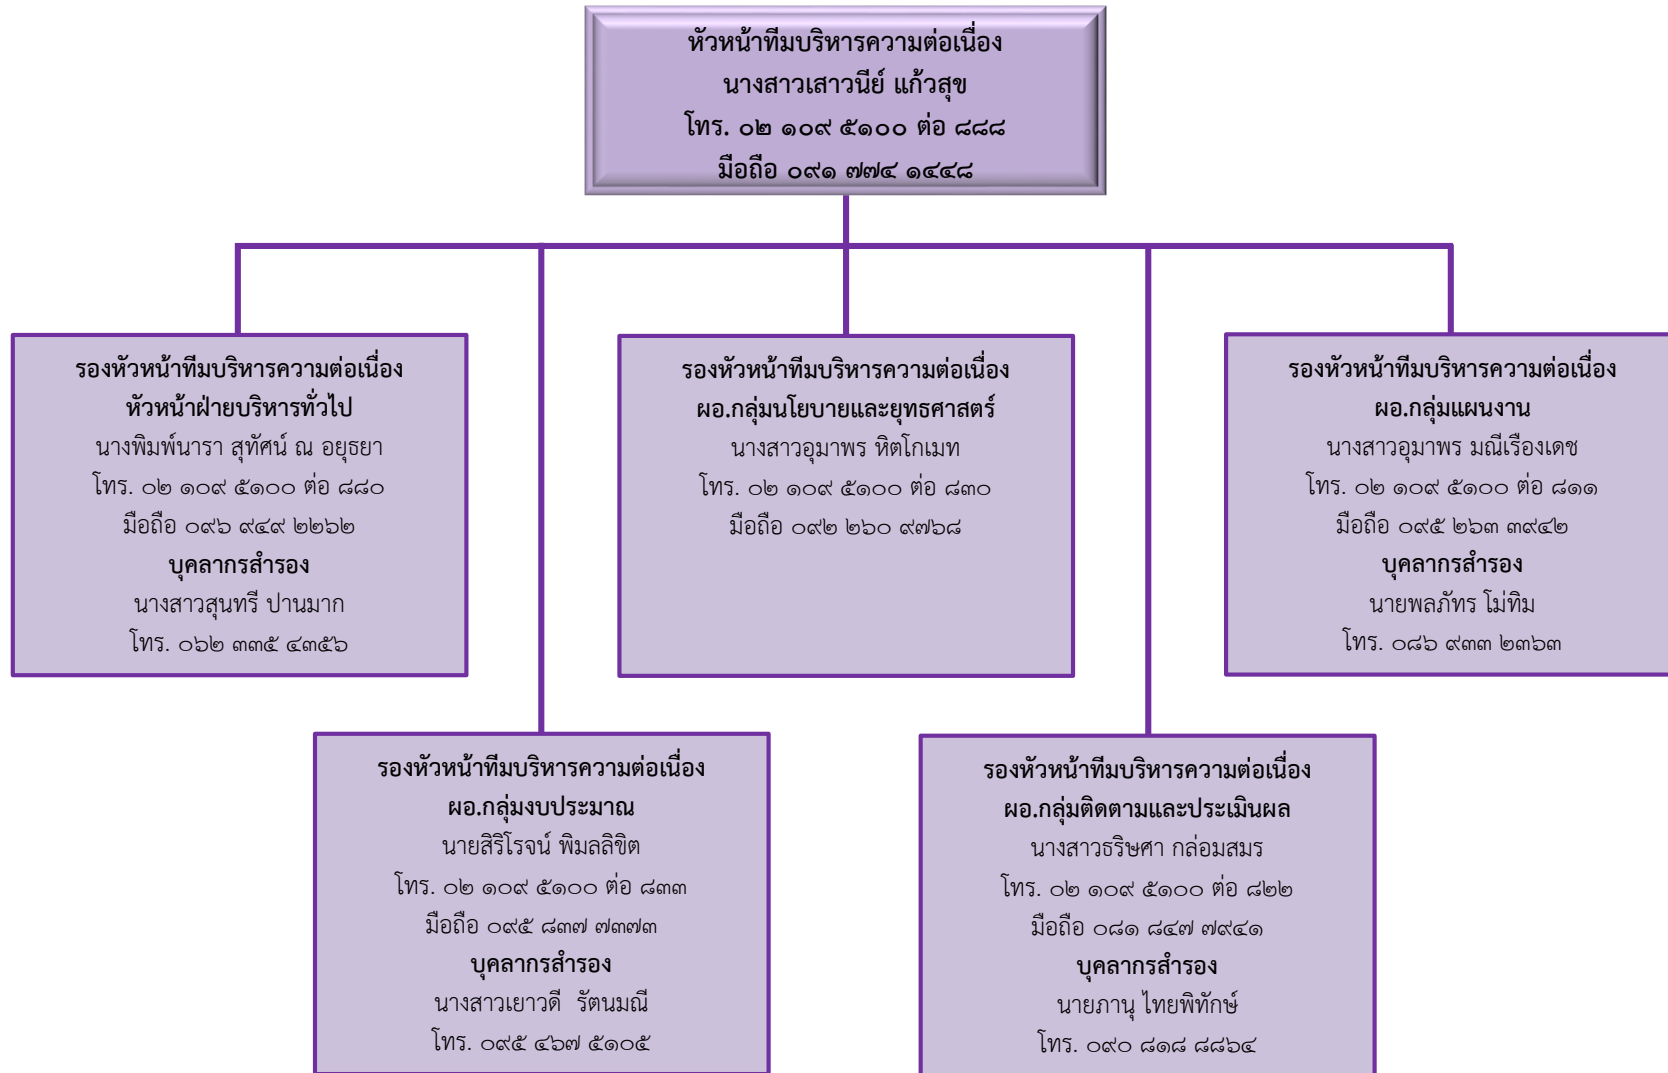 หัวหน้าทีมบริหารความต่อเนื่อง
นางสาวเสาวนีย์ แก้วสุข
โทร. ๐๒ ๑๐๙ ๕๑๐๐ ต่อ ๘๘๘
มือถือ ๐๙๑ ๗๗๔ ๑๔๔๘
รองหัวหน้าทีมบริหารความต่อเนื่อง
หัวหน้าฝ่ายบริหารทั่วไป
นางพิมพ์นารา สุทัศน์ ณ อยุธยา
โทร. ๐๒ ๑๐๙ ๕๑๐๐ ต่อ ๘๘๐
มือถือ ๐๙๖ ๙๔๙ ๒๒๖๒
บุคลากรสำรอง
นางสาวสุนทรี ปานมาก
โทร. ๐๖๒ ๓๓๕ ๔๓๕๖
รองหัวหน้าทีมบริหารความต่อเนื่อง
ผอ.กลุ่มนโยบายและยุทธศาสตร์
นางสาวอุมาพร หิตโกเมท
โทร. ๐๒ ๑๐๙ ๕๑๐๐ ต่อ ๘๓๐
มือถือ ๐๙๒ ๒๖๐ ๙๗๖๘
รองหัวหน้าทีมบริหารความต่อเนื่อง
ผอ.กลุ่มแผนงาน
นางสาวอุมาพร มณีเรืองเดช
โทร. ๐๒ ๑๐๙ ๕๑๐๐ ต่อ ๘๑๑
มือถือ ๐๙๕ ๒๖๓ ๓๙๔๒
บุคลากรสำรอง
นายพลภัทร โม่ทิม
โทร. ๐๘๖ ๙๓๓ ๒๓๖๓
รองหัวหน้าทีมบริหารความต่อเนื่อง
ผอ.กลุ่มงบประมาณ
นายสิริโรจน์ พิมลลิขิต
โทร. ๐๒ ๑๐๙ ๕๑๐๐ ต่อ ๘๓๓
มือถือ ๐๙๕ ๘๓๗ ๗๓๗๓
บุคลากรสำรอง
นางสาวเยาวดี  รัตนมณี
โทร. ๐๙๕ ๔๖๗ ๕๑๐๕
รองหัวหน้าทีมบริหารความต่อเนื่อง
ผอ.กลุ่มติดตามและประเมินผล
นางสาวธริษศา กล่อมสมร
โทร. ๐๒ ๑๐๙ ๕๑๐๐ ต่อ ๘๒๒
มือถือ ๐๘๑ ๘๔๗ ๗๙๔๑
บุคลากรสำรอง
นายภานุ ไทยพิทักษ์
โทร. ๐๙๐ ๘๑๘ ๘๘๖๔